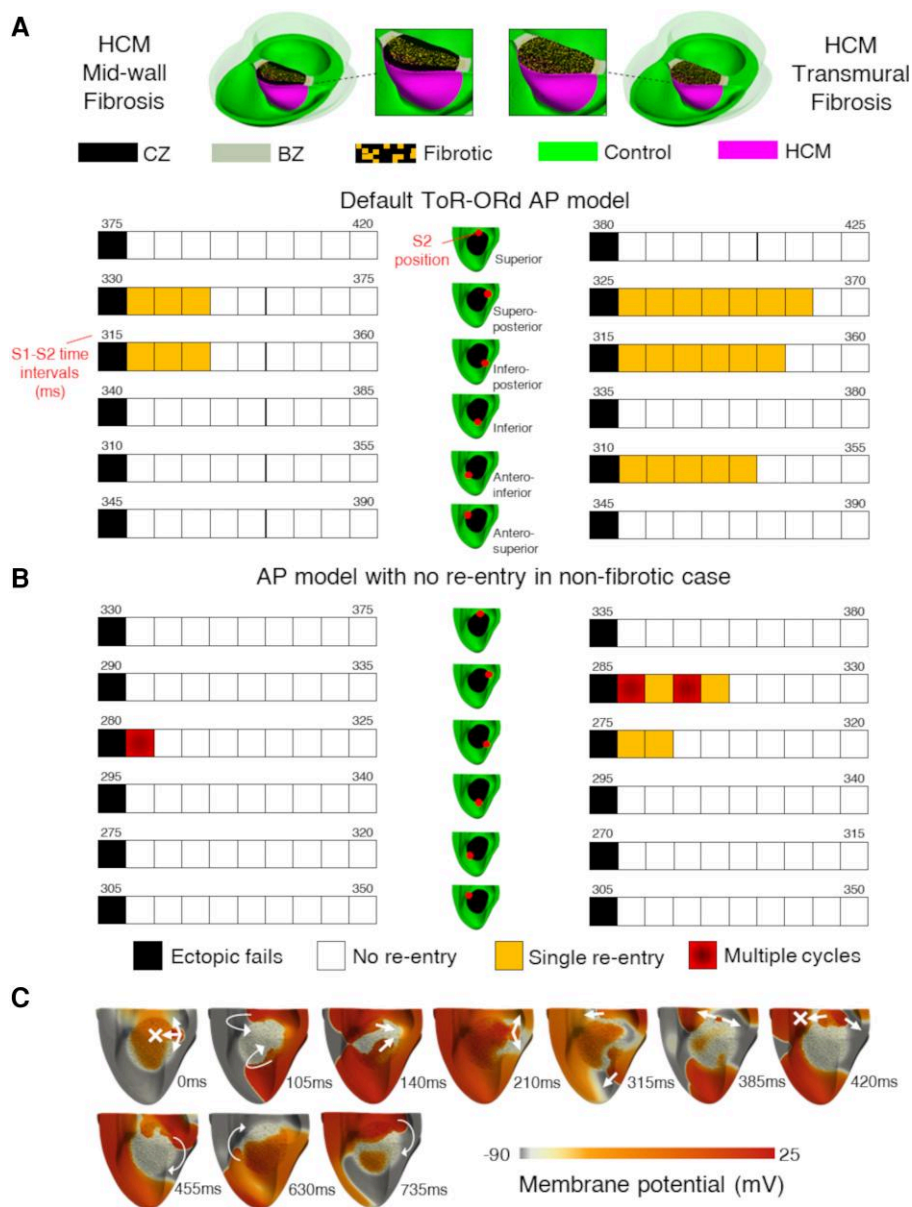 A
HCM
Mid-wall
Fibrosis
HCM
Transmural
Fibrosis
CZ
BZ
Fibrotic
Control
HCM
Default ToR-ORd AP model
375 420
S2
position
Superior
380 425
330 375
Supero-
posterior
325 370
S1-S2 time
intervals
(ms)
315 360
Infero-
posterior
315 360
340 385
Inferior
335 380
310 355
Antero-
inferior
310 355
345 390
Antero-
superior
345 390
B
AP model with no re-entry in non-fibrotic case
330 375
335 380
290 335
285 330
280 325
275 320
295 340
295 340
275 320
270 315
305 350
305 350
Ectopic fails
No re-entry
Single re-entry
Multiple cycles
C
0ms
105ms
140ms
210ms
315ms
385ms
420ms
455ms
630ms
735ms
-90 25
Membrane potential (mV)